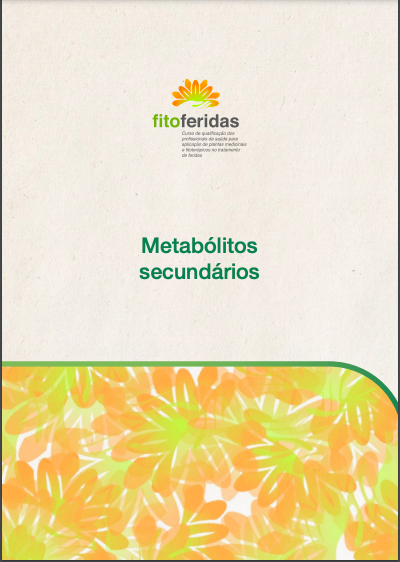 fitoferidas
Curso de qualificação dos
profissionais da saúde para
aplicação de plantas medicinais
e fitoterápicos no tratamento
de feridas
Metabólitos
secundários